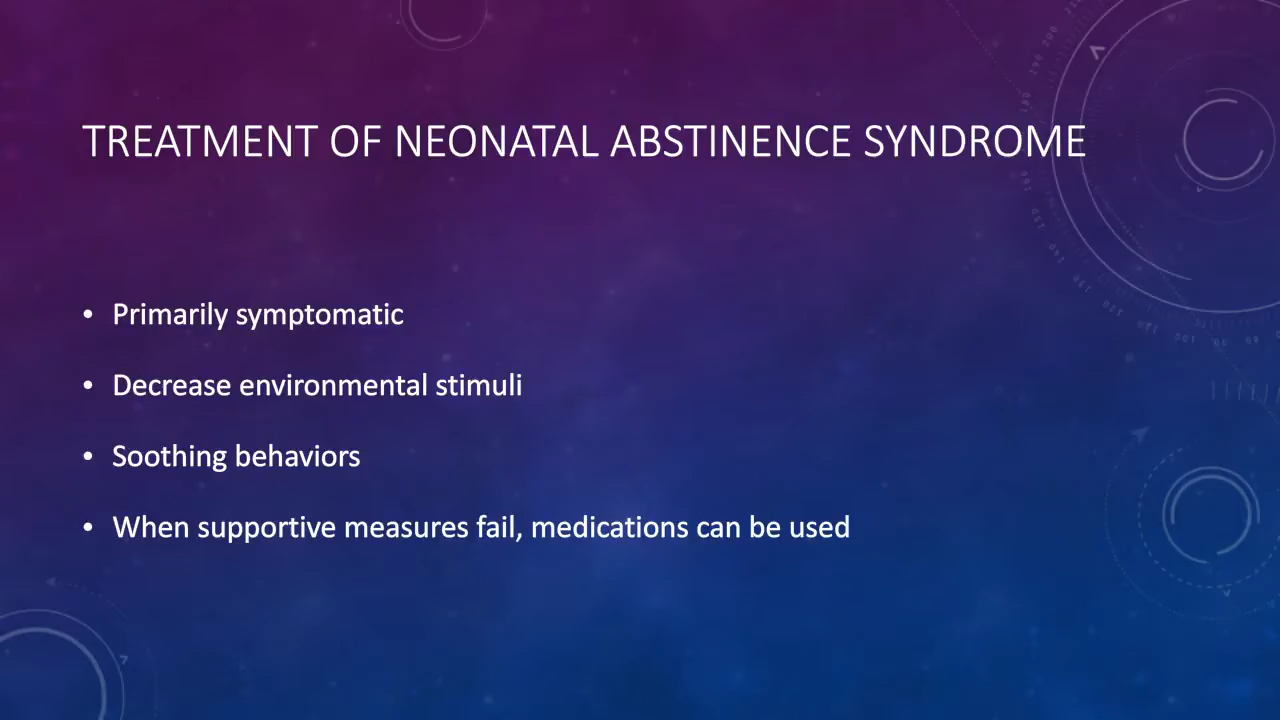 TREATMENT OF NEONATAL ABSTINENCE SYNDROME
• Primarily symptomatic
• Decrease environmental stimuli
• Soothing behaviors
• When supportive measures fail, medications can be used